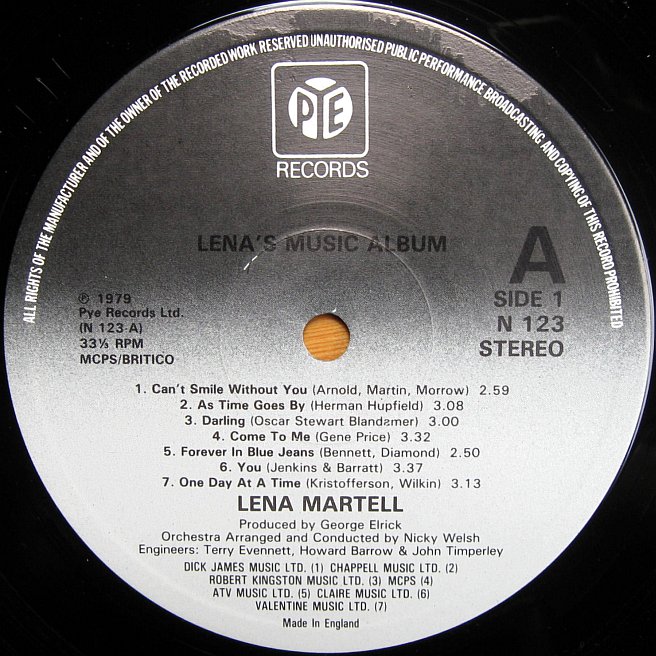 ALL RIGHTS OF THE MANUFACTURER AND OF THE OWNER OF THE RECORDED WORK RESERVED UNAUTHORISED PUBLIC PERFORMANCE BROADCASTING AND COPYING OF THIS RECORD PROHIBITED
PYE
RECORDS
LENA'S MUSIC ALBUM
A
SIDE 1
N 123
STEREO
℗ 1979
Pye Records Ltd.
(N 123-A)
33⅓ RPM
MCPS/BRITICO
1. Can't Smile Without You (Arnold, Martin, Morrow) 2.59
2. As Time Goes By (Herman Hupfield) 3.08
3. Darling (Oscar Stewart Blandamer) 3.00
4. Come To Me (Gene Price) 3.32
5. Forever In Blue Jeans (Bennett, Diamond) 2.50
6. You (Jenkins & Barratt) 3.37
7. One Day At A Time (Kristofferson, Wilkin) 3.13
LENA MARTELL
Produced by George Elrick
Orchestra Arranged and Conducted by Nicky Welsh
Engineers: Terry Evennett, Howard Barrow & John Timperley
DICK JAMES MUSIC LTD. (1) CHAPPELL MUSIC LTD. (2)
ROBERT KINGSTON MUSIC LTD. (3) MCPS (4)
ATV MUSIC LTD. (5) CLAIRE MUSIC LTD. (6)
VALENTINE MUSIC LTD. (7)
Made In England